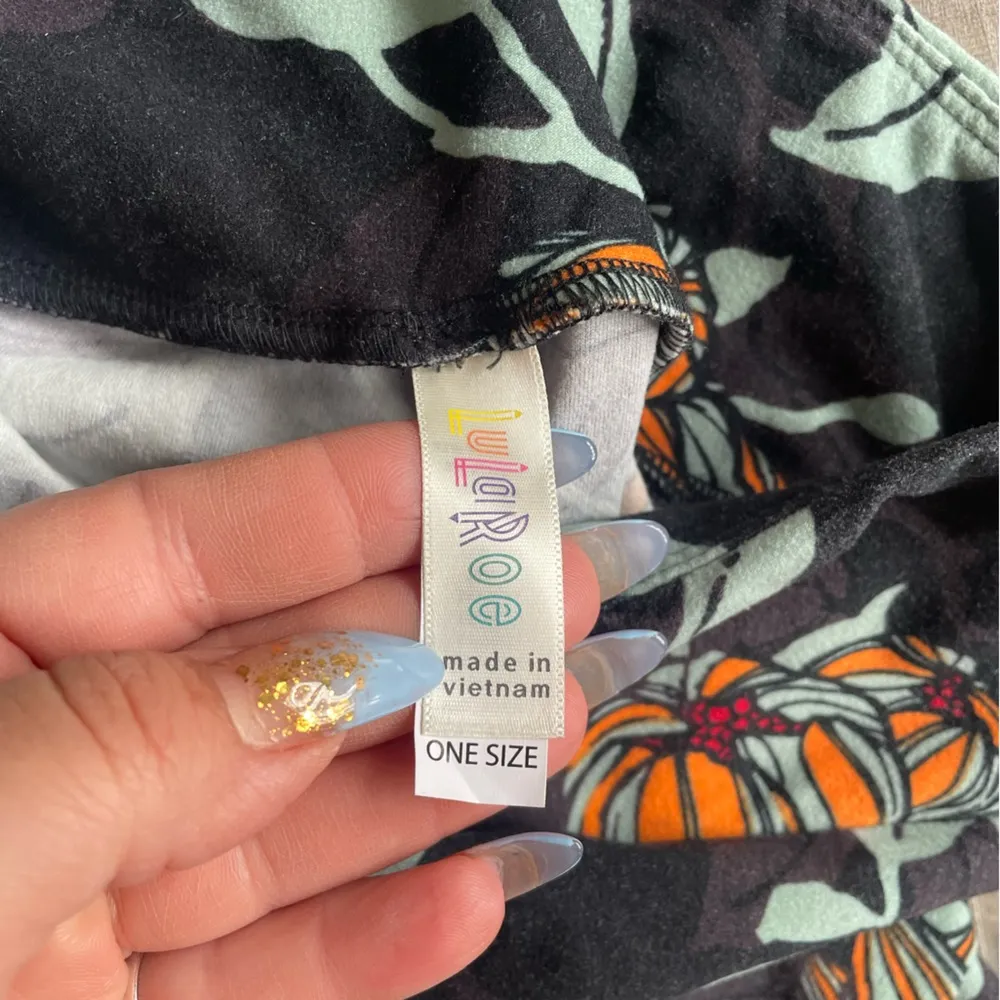 LuLaRoe
made in
vietnam
ONE SIZE